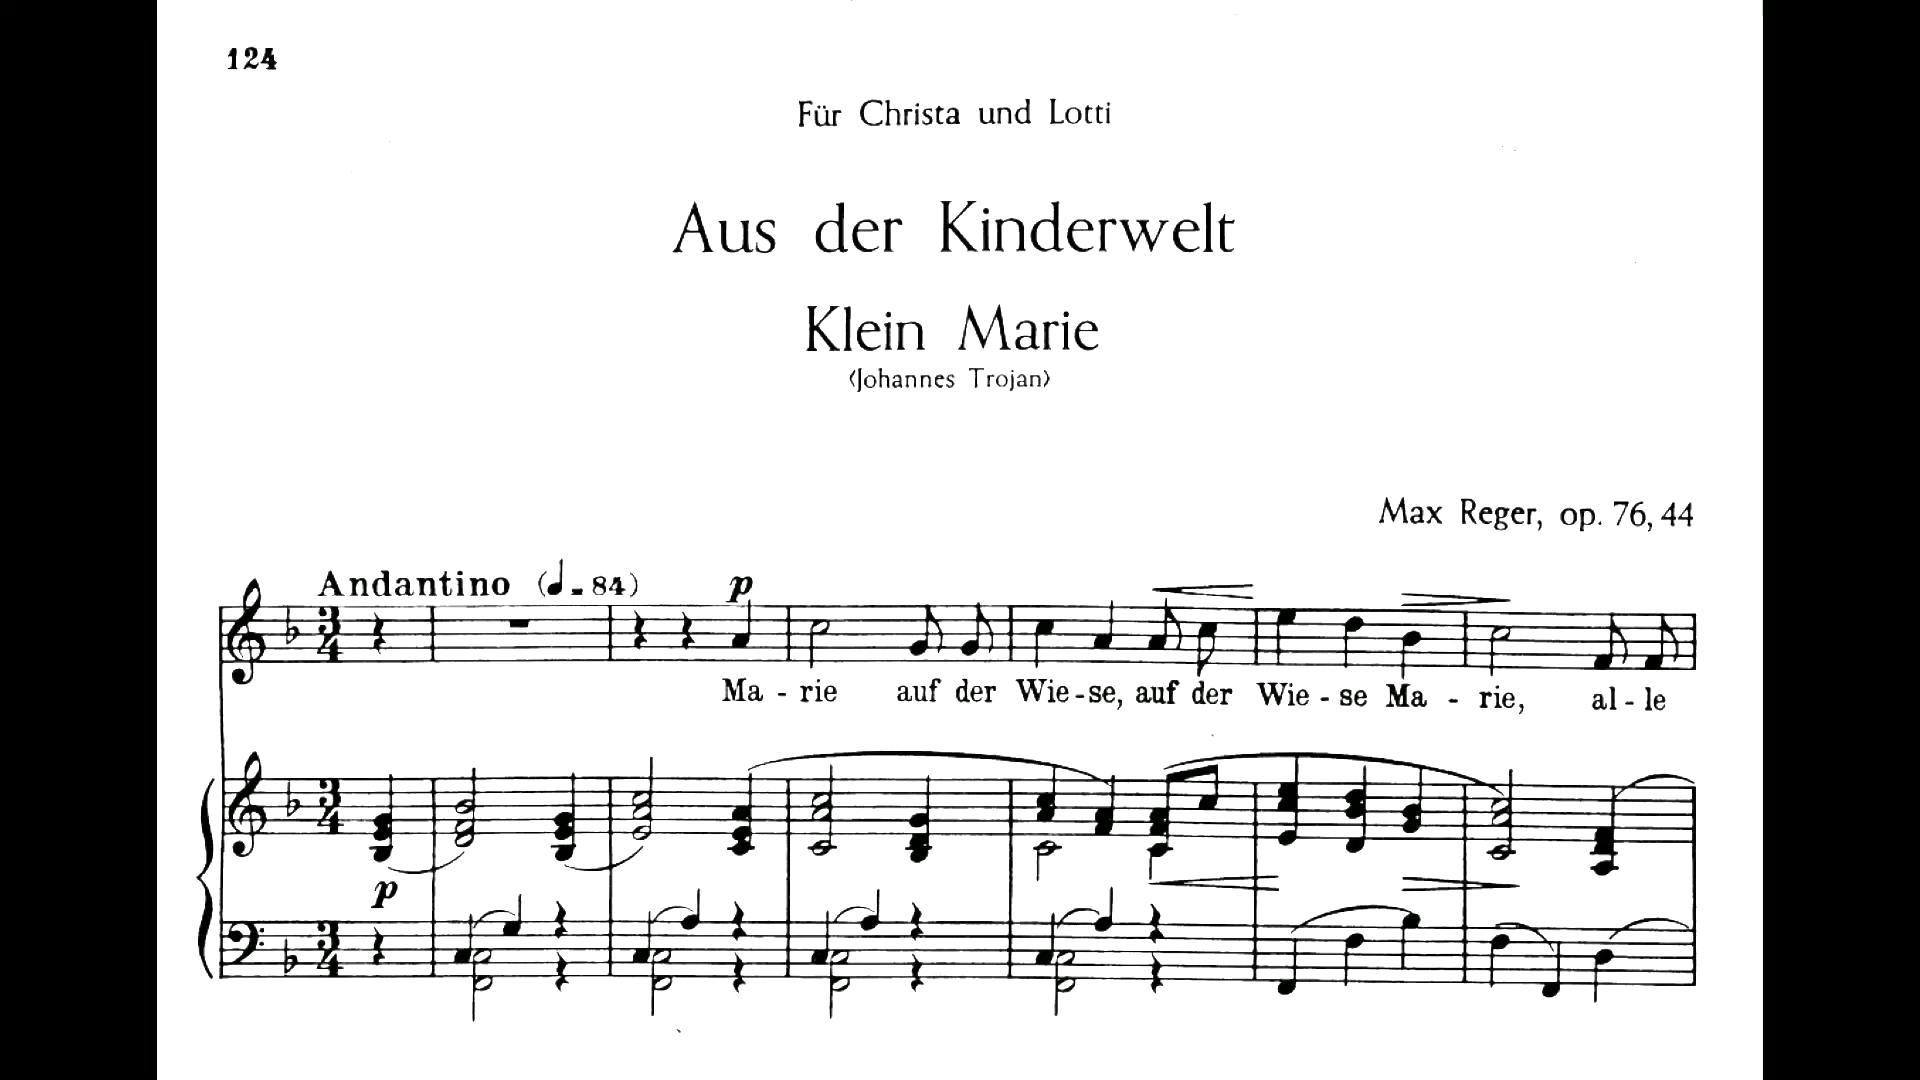 124
Für Christa und Lotti
Aus der Kinderwelt
Klein Marie
<Johannes Trojan>
Max Reger, op. 76, 44
Andantino (♩ = 84)
p
Ma - rie auf der Wie - se, auf der Wie - se Ma - rie, al - le
p